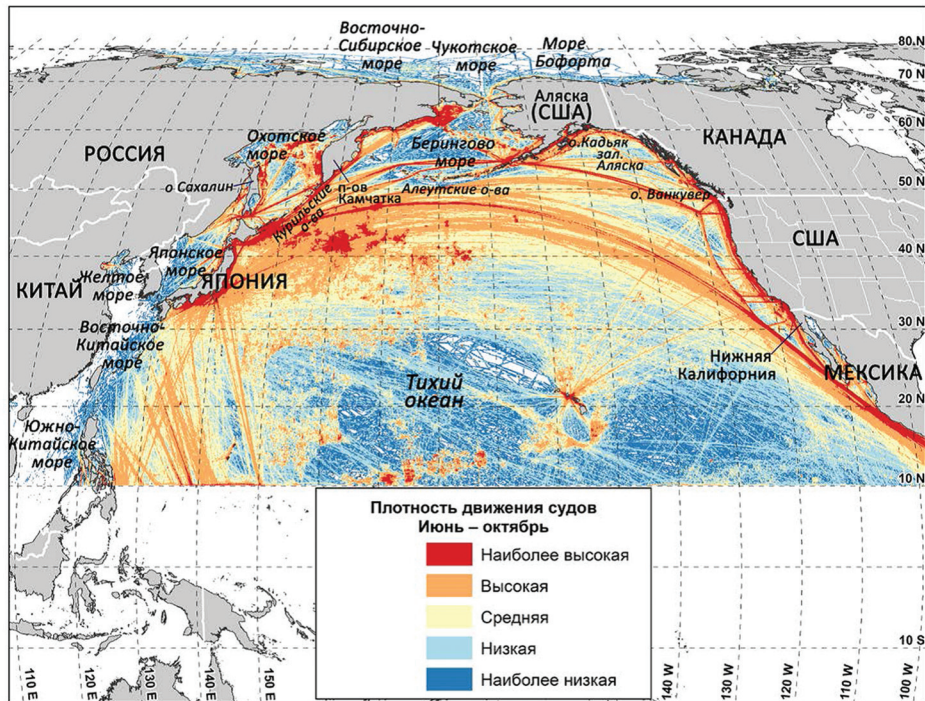 Восточно-
Сибирское
море
Чукотское
море
Море
Бофорта
80 N
70 N
Аляска
(США)
60 N
Охотское
море
РОССИЯ
Берингово
море
о.Кадьяк
зал.
Аляска
КАНАДА
о Сахалин
п-ов
Камчатка
Алеутские о-ва
о. Ванкувер
50 N
Курильские
о-ва
США
Японское
море
40 N
Желтое
море
КИТАЙ
ЯПОНИЯ
Восточно-
Китайское
море
30 N
Тихий
океан
Нижняя
Калифорния
МЕКСИКА
20 N
Южно-
Китайское
море
10 N
Плотность движения судов
Июнь – октябрь
Наиболее высокая
Высокая
Средняя
Низкая
Наиболее низкая
10 S
110 E
120 E
130 E
140 E
150 E
140 W
130 W
120 W
110 W
100 W